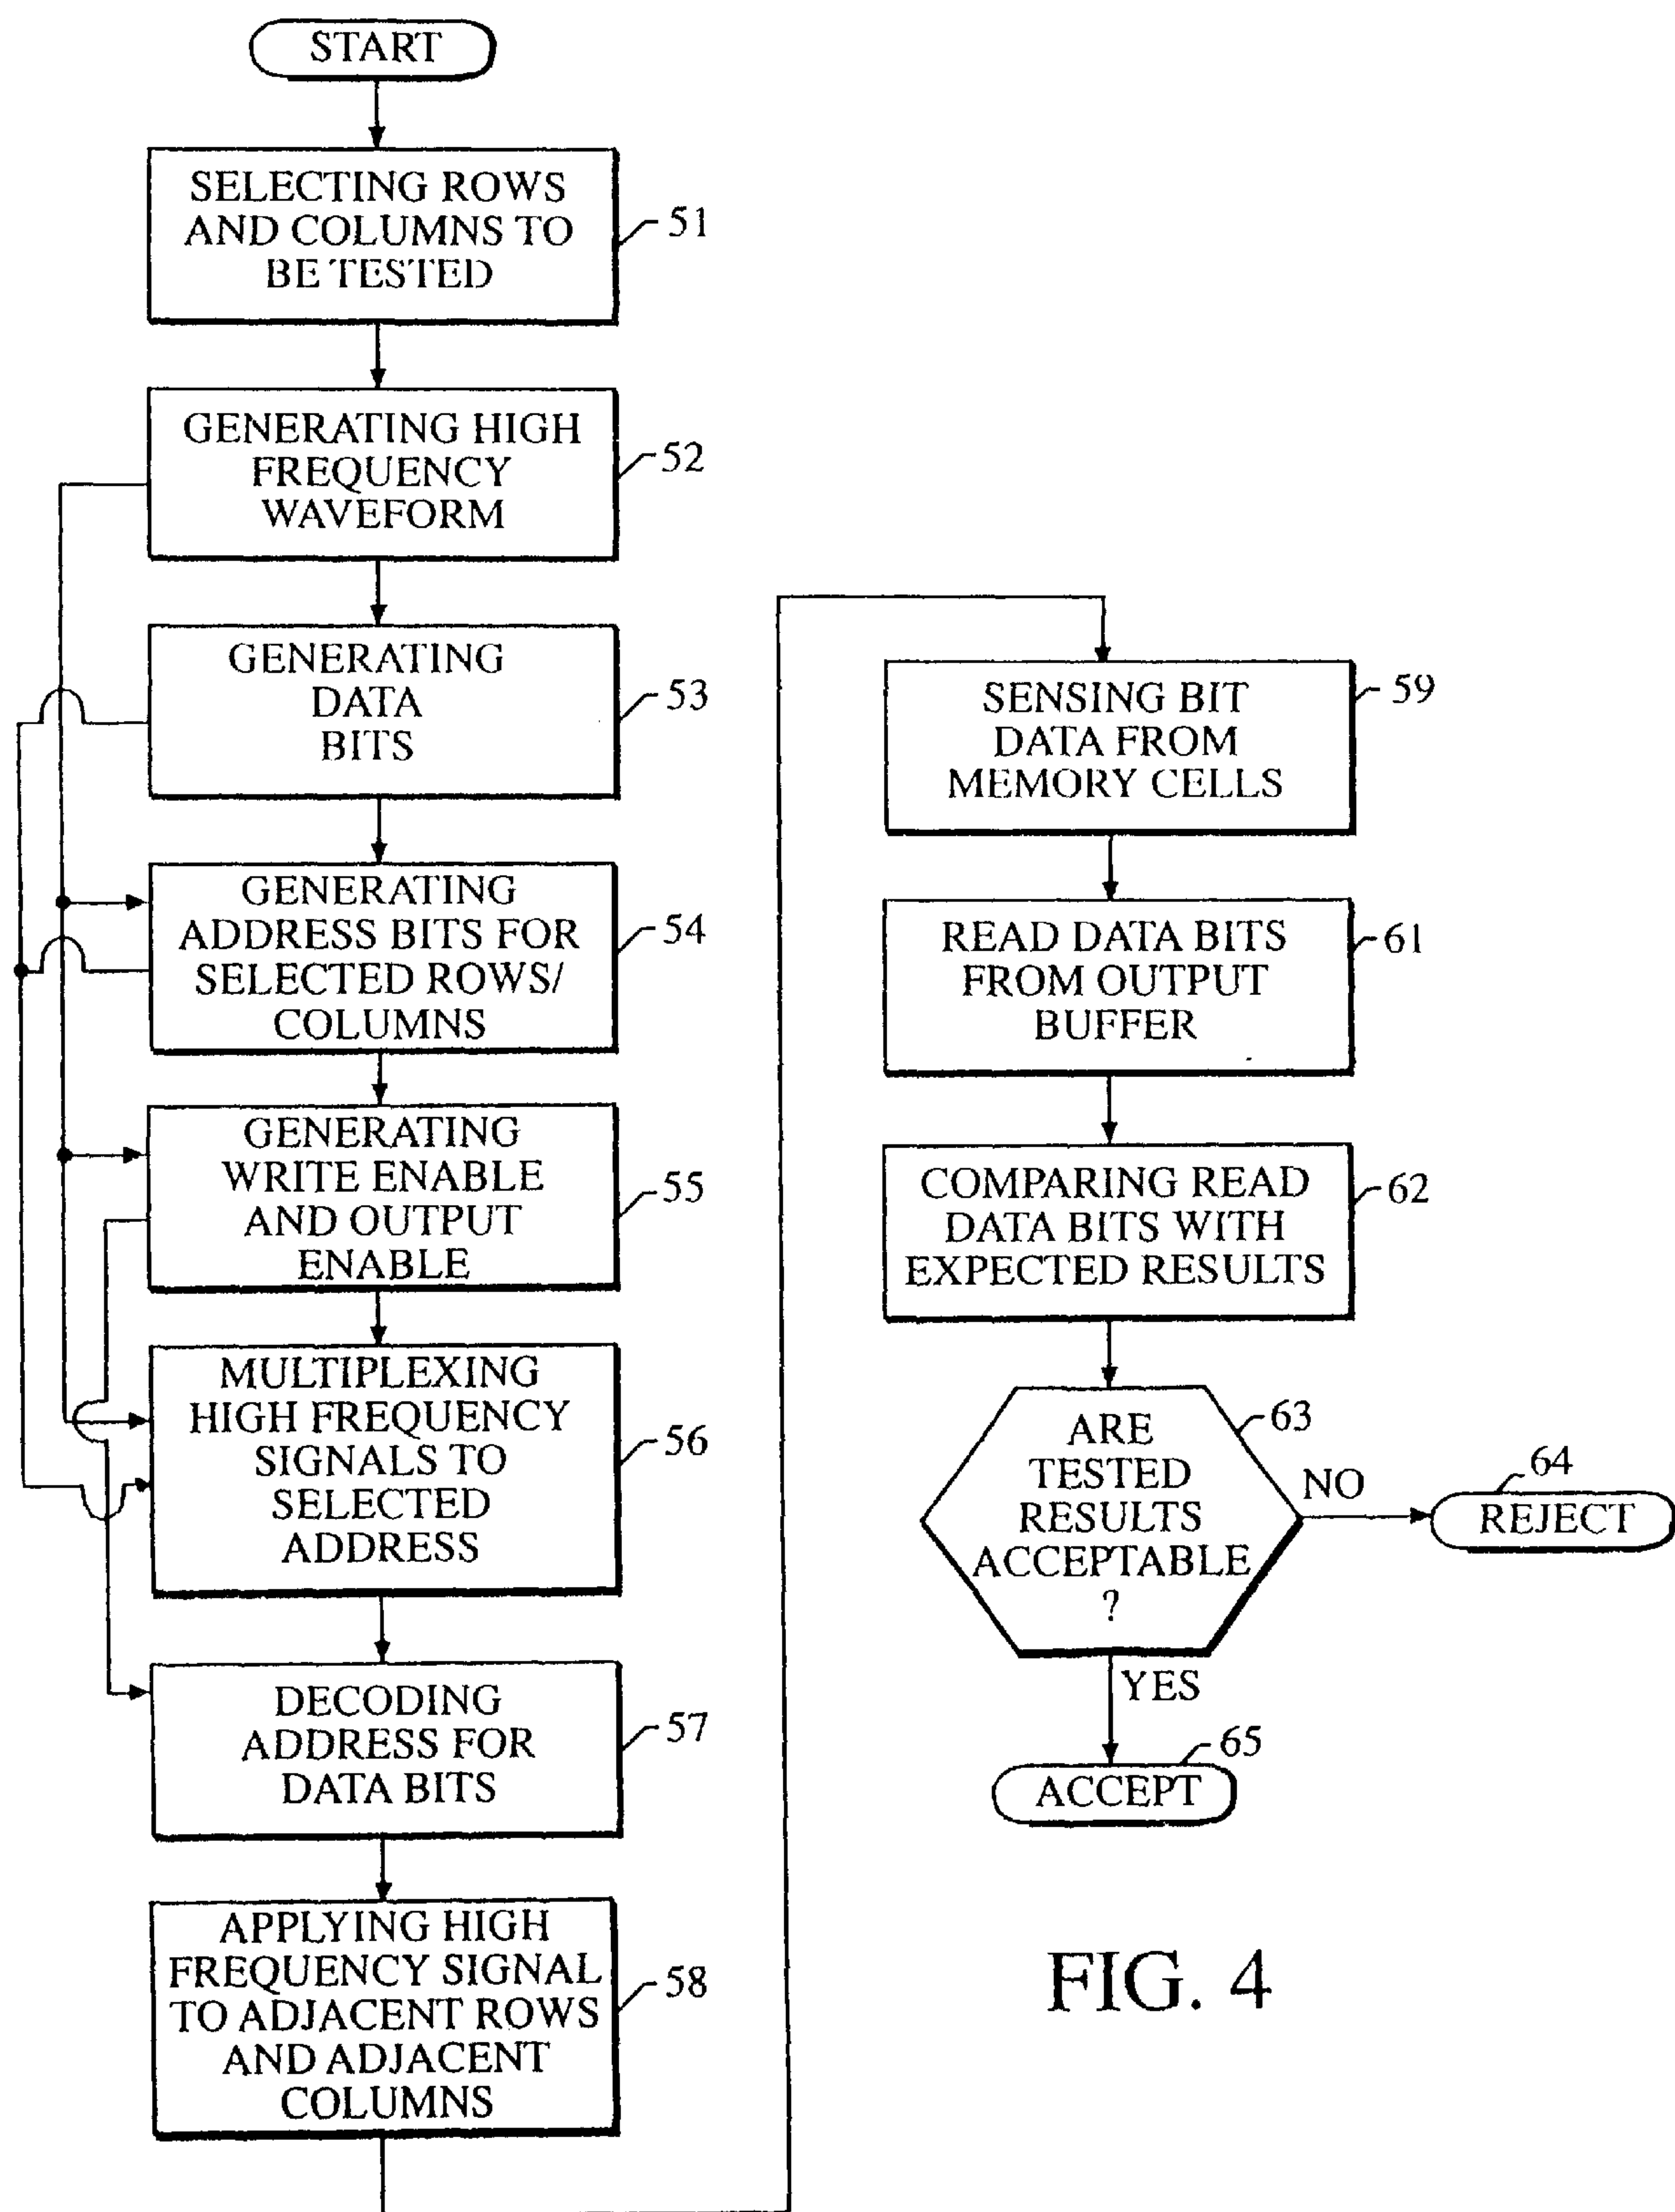 START
SELECTING ROWS
AND COLUMNS TO
BE TESTED
51
GENERATING HIGH
FREQUENCY
WAVEFORM
52
GENERATING
DATA
BITS
53
GENERATING
ADDRESS BITS FOR
SELECTED ROWS/
COLUMNS
54
GENERATING
WRITE ENABLE
AND OUTPUT
ENABLE
55
MULTIPLEXING
HIGH FREQUENCY
SIGNALS TO
SELECTED
ADDRESS
56
DECODING
ADDRESS FOR
DATA BITS
57
APPLYING HIGH
FREQUENCY SIGNAL
TO ADJACENT ROWS
AND ADJACENT
COLUMNS
58
SENSING BIT
DATA FROM
MEMORY CELLS
59
READ DATA BITS
FROM OUTPUT
BUFFER
61
COMPARING READ
DATA BITS WITH
EXPECTED RESULTS
62
ARE
TESTED
RESULTS
ACCEPTABLE
?
63
NO
64
REJECT
YES
65
ACCEPT
FIG. 4